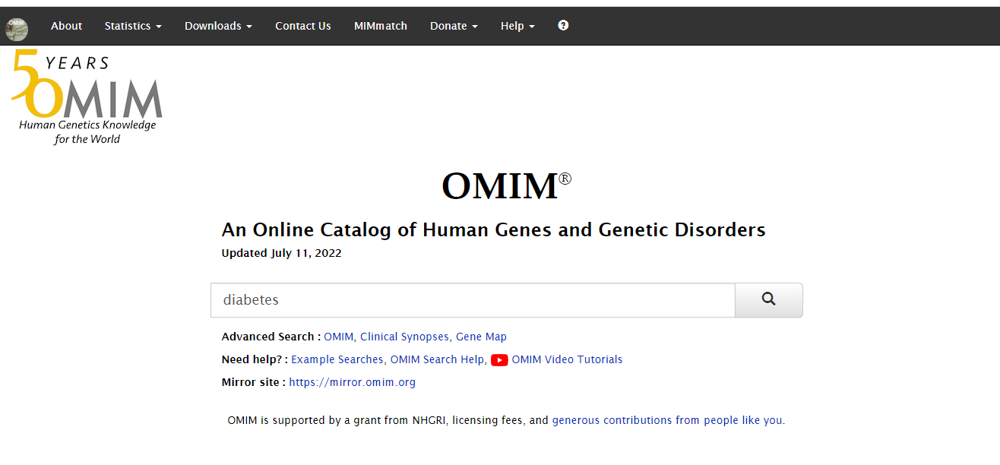 OMIM
About Statistics Downloads Contact Us MIMmatch Donate Help ?
50 YEARS
OMIM
Human Genetics Knowledge
for the World
OMIM®
An Online Catalog of Human Genes and Genetic Disorders
Updated July 11, 2022
diabetes
Advanced Search : OMIM, Clinical Synopses, Gene Map
Need help? : Example Searches, OMIM Search Help, OMIM Video Tutorials
Mirror site : https://mirror.omim.org
OMIM is supported by a grant from NHGRI, licensing fees, and generous contributions from people like you.